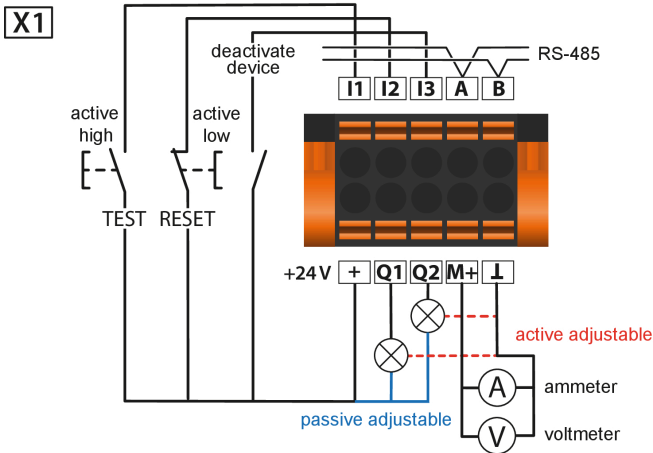 X1
deactivate
device
RS-485
I1 I2 I3 A B
active
high
active
low
TEST RESET
+24 V + Q1 Q2 M+ ⊥
active adjustable
passive adjustable
A ammeter
V voltmeter